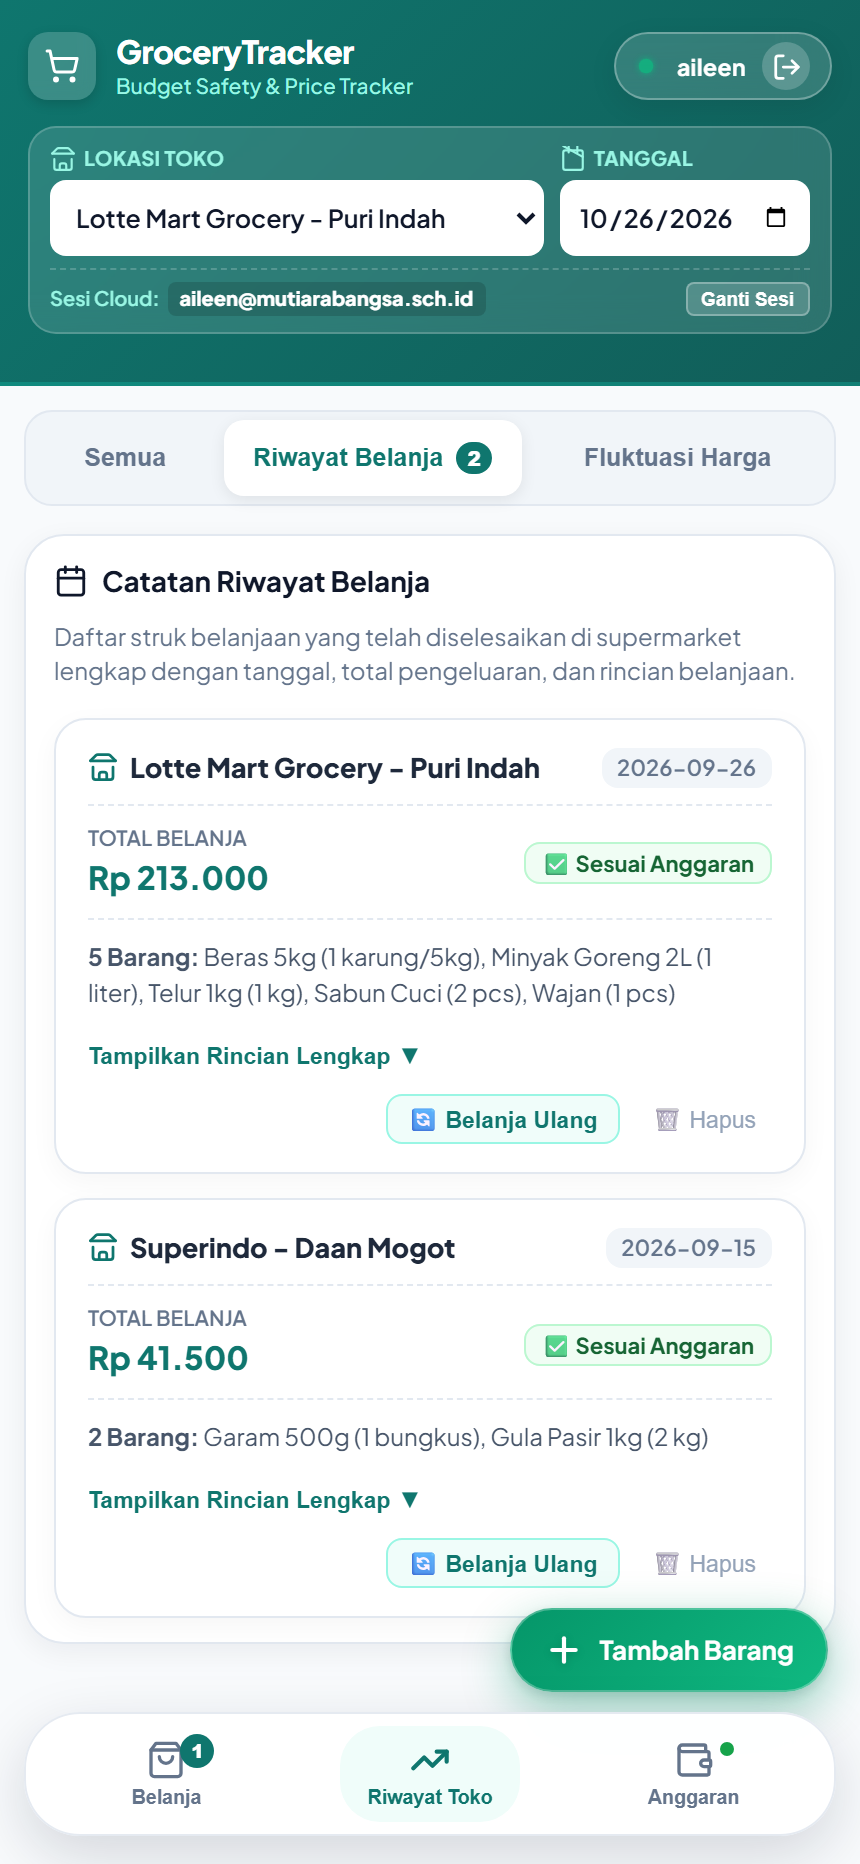 GroceryTracker
Budget Safety & Price Tracker
aileen
LOKASI TOKO
TANGGAL
Lotte Mart Grocery - Puri Indah
10/26/2026
Sesi Cloud: aileen@mutiarabangsa.sch.id
Ganti Sesi
Semua
Riwayat Belanja 2
Fluktuasi Harga
Catatan Riwayat Belanja
Daftar struk belanjaan yang telah diselesaikan di supermarket
lengkap dengan tanggal, total pengeluaran, dan rincian belanjaan.
Lotte Mart Grocery - Puri Indah
2026-09-26
TOTAL BELANJA
Rp 213.000
✅ Sesuai Anggaran
5 Barang: Beras 5kg (1 karung/5kg), Minyak Goreng 2L (1
liter), Telur 1kg (1 kg), Sabun Cuci (2 pcs), Wajan (1 pcs)
Tampilkan Rincian Lengkap ▼
🔄 Belanja Ulang
🗑️ Hapus
Superindo - Daan Mogot
2026-09-15
TOTAL BELANJA
Rp 41.500
✅ Sesuai Anggaran
2 Barang: Garam 500g (1 bungkus), Gula Pasir 1kg (2 kg)
Tampilkan Rincian Lengkap ▼
🔄 Belanja Ulang
🗑️ Hapus
+ Tambah Barang
1
Belanja
Riwayat Toko
Anggaran